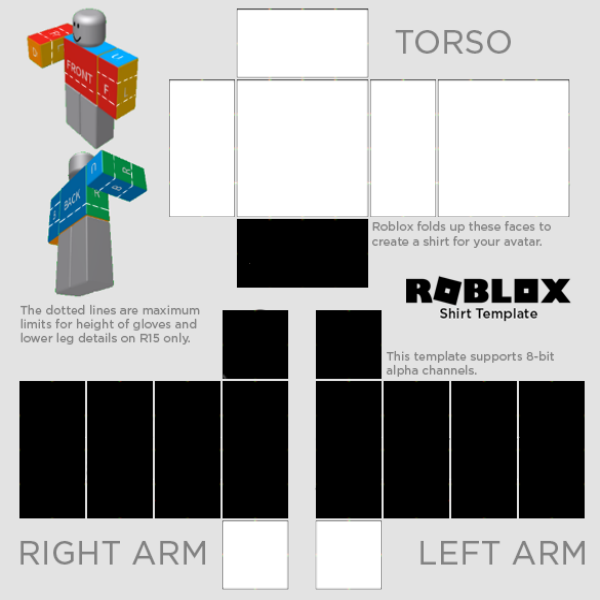 TORSO
D
R
U
FRONT
F
L
U
B
BACK
R
Roblox folds up these faces to
create a shirt for your avatar.
ROBLOX
Shirt Template
The dotted lines are maximum
limits for height of gloves and
lower leg details on R15 only.
This template supports 8-bit
alpha channels.
RIGHT ARM
LEFT ARM